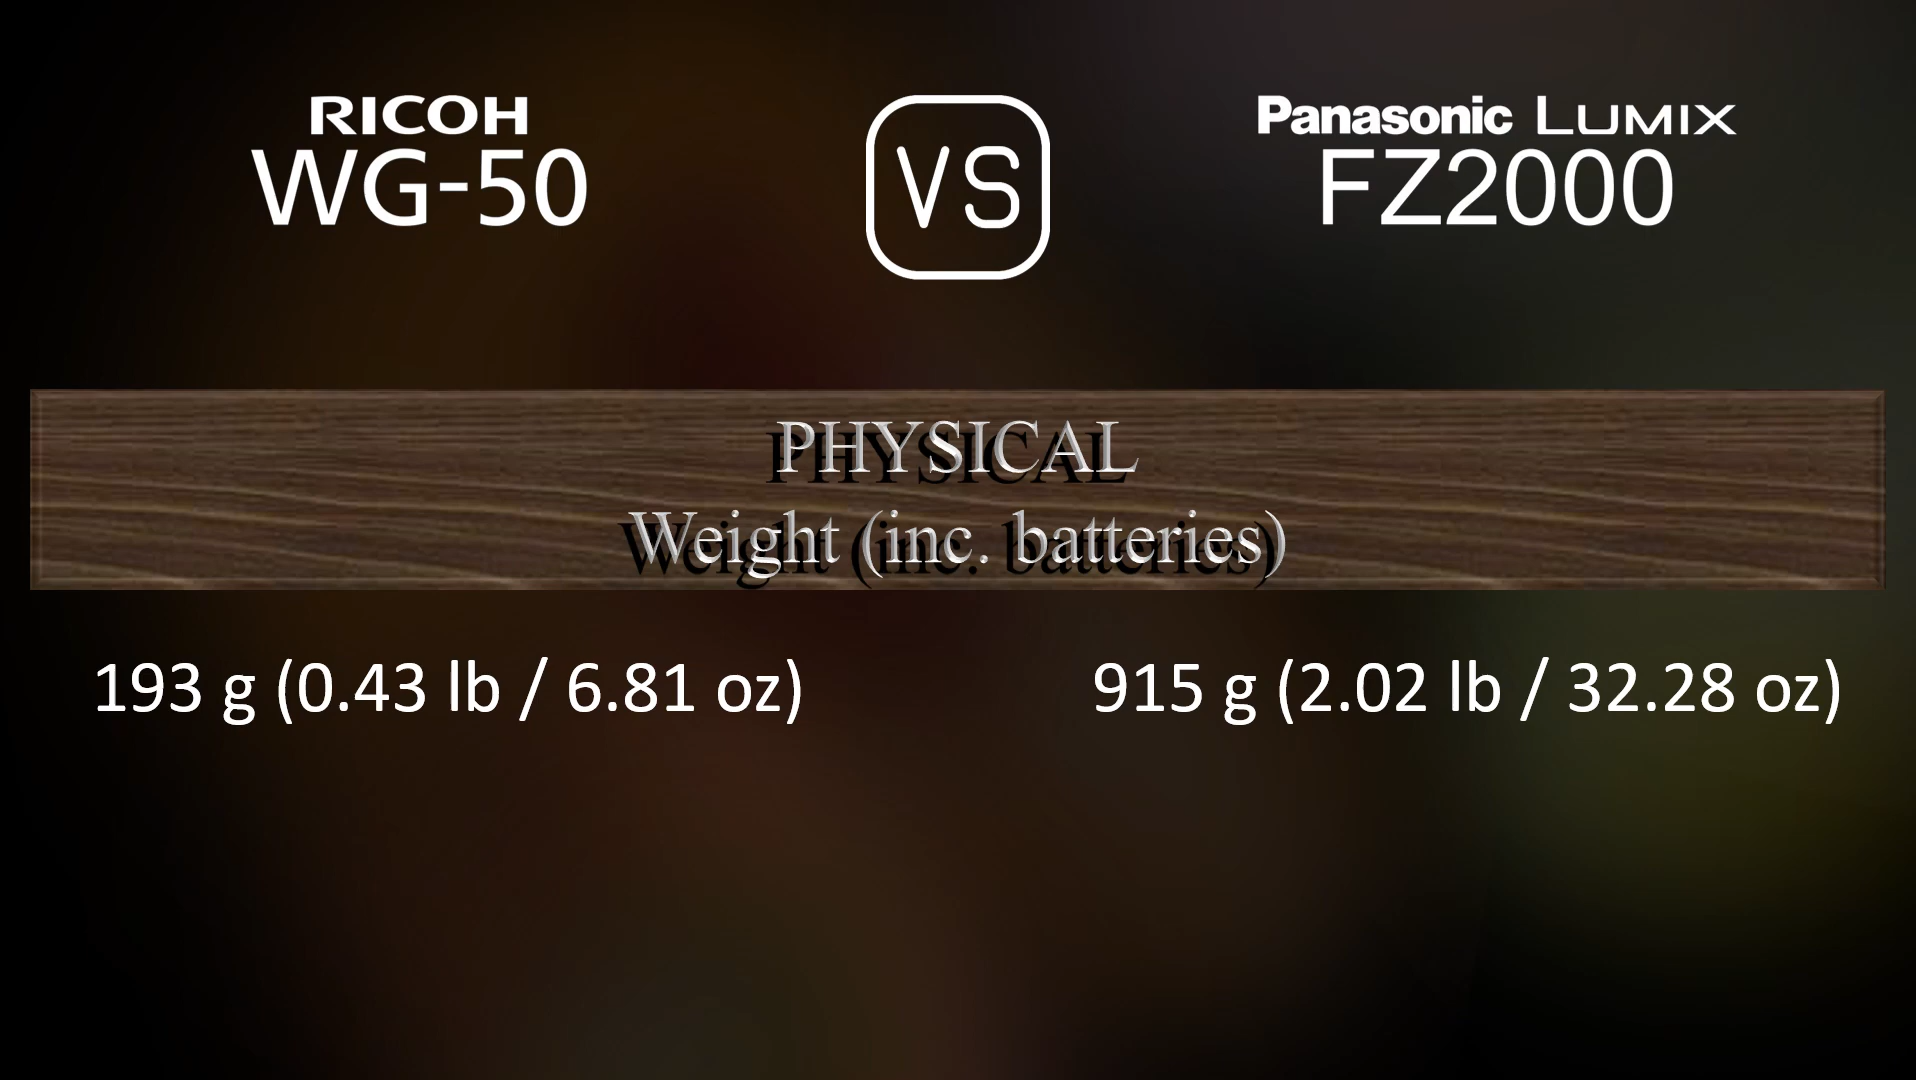 RICOH
WG-50
VS
Panasonic LUMIX
FZ2000
PHYSICAL
Weight (inc. batteries)
193 g (0.43 lb / 6.81 oz)
915 g (2.02 lb / 32.28 oz)